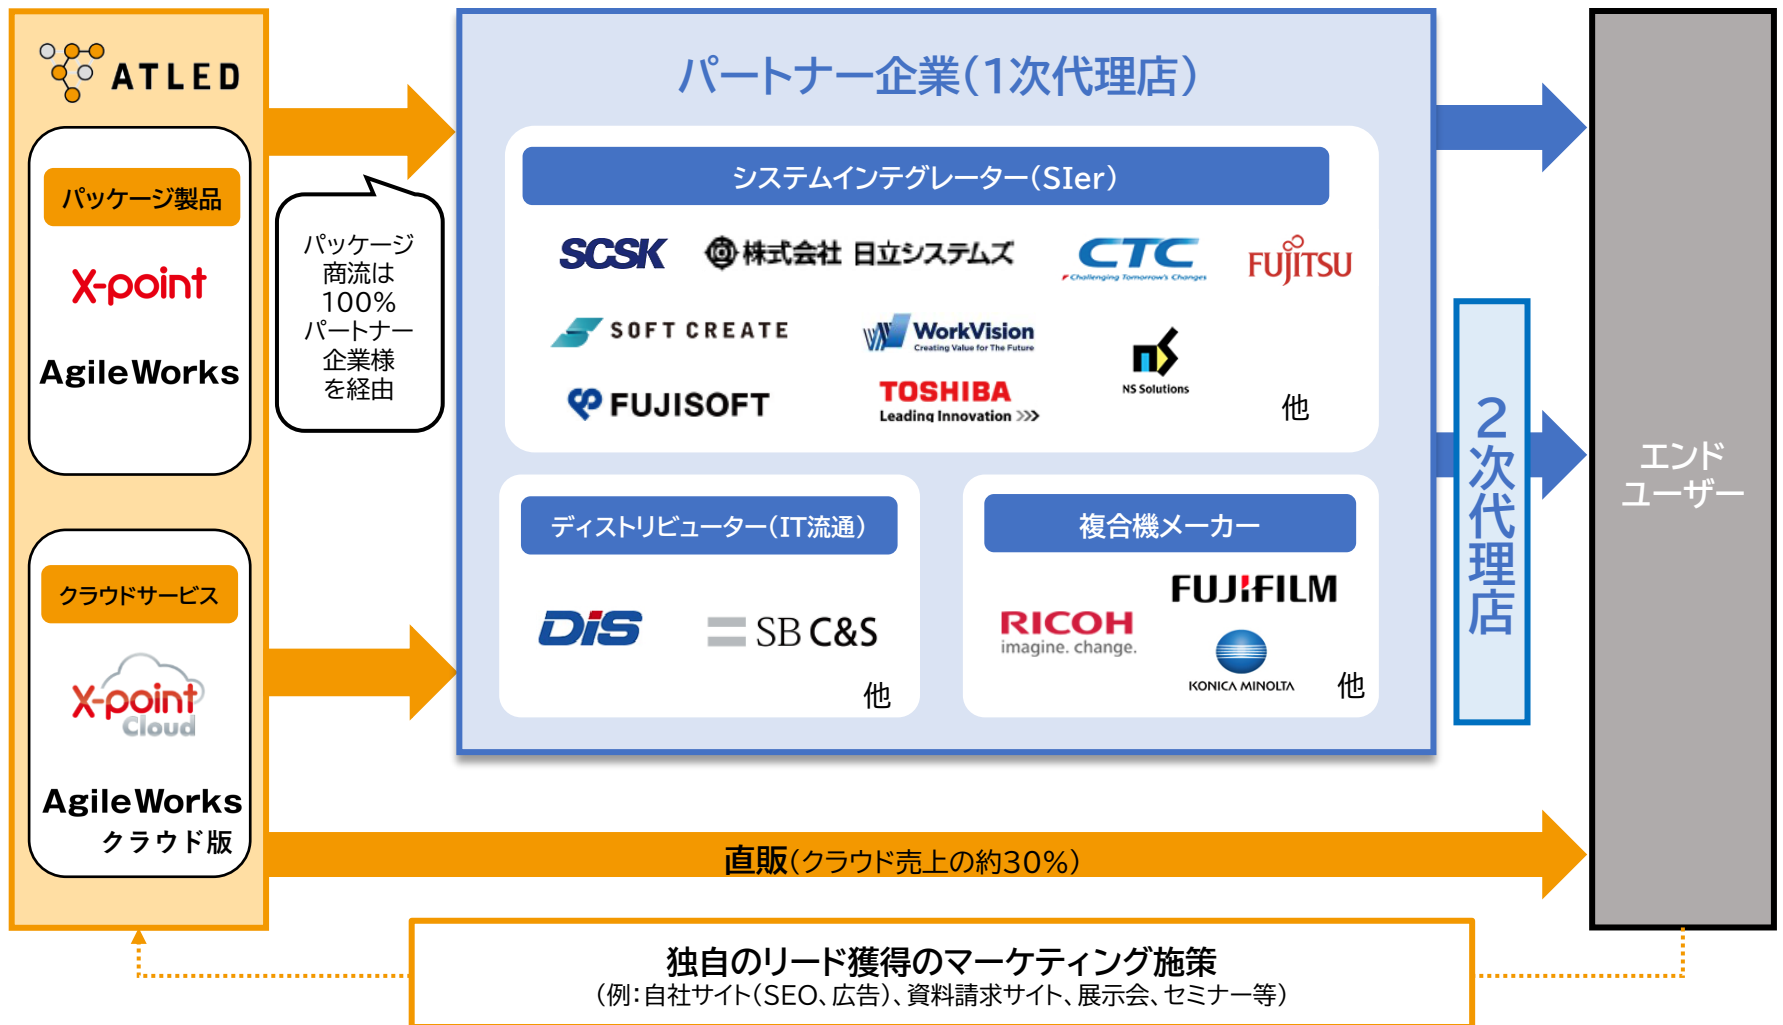 ATLED
パッケージ製品
X-point
AgileWorks
クラウドサービス
X-point
Cloud
AgileWorks
クラウド版
パッケージ
商流は
100%
パートナー
企業様
を経由
パートナー企業(1次代理店)
システムインテグレーター(SIer)
SCSK
株式会社 日立システムズ
CTC
Challenging Tomorrow's Changes
FUJITSU
SOFT CREATE
WorkVision
Creating Value for The Future
NS
NS Solutions
FUJISOFT
TOSHIBA
Leading Innovation >>>
他
ディストリビューター(IT流通)
DiS
SB C&S
他
複合機メーカー
RICOH
imagine. change.
FUJIFILM
KONICA MINOLTA
他
2次代理店
エンド
ユーザー
直販(クラウド売上の約30%)
独自のリード獲得のマーケティング施策
(例:自社サイト(SEO、広告)、資料請求サイト、展示会、セミナー等)